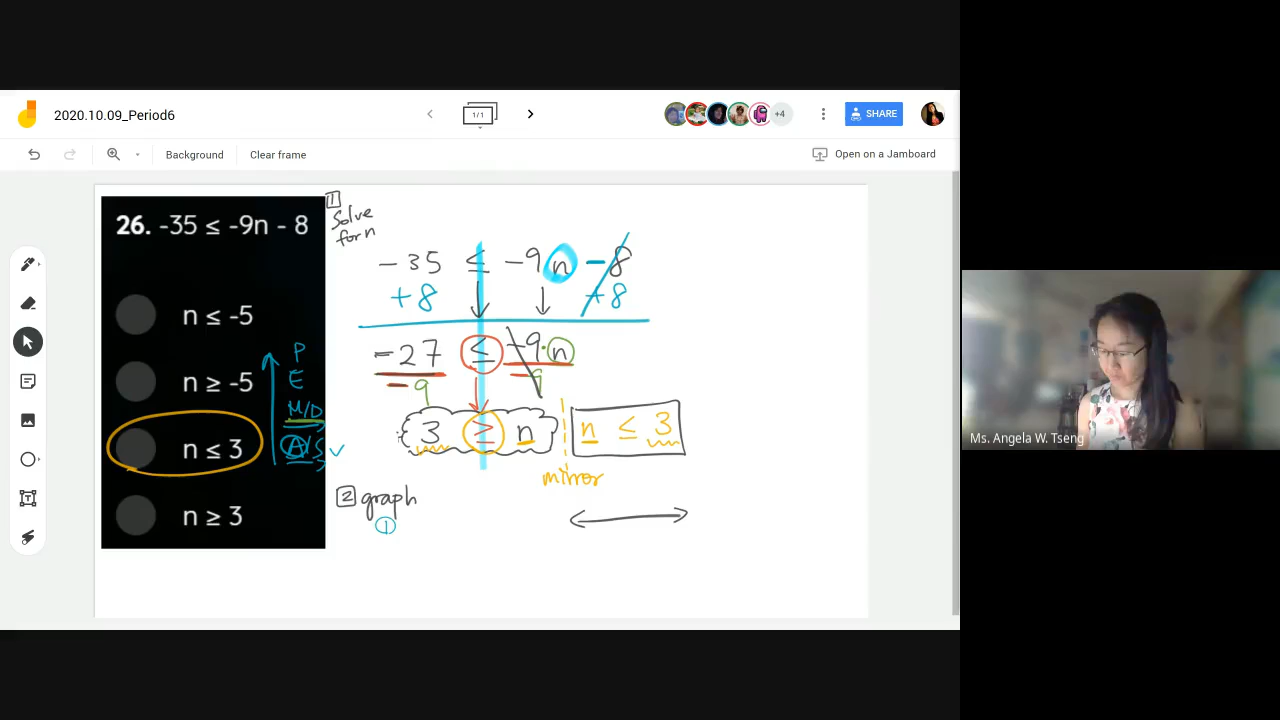 2020.10.09_Period6
1/1
+4
SHARE
Background
Clear frame
Open on a Jamboard
26. -35 ≤ -9n - 8
n ≤ -5
n ≥ -5
n ≤ 3
n ≥ 3
P
E
M/D
A/S
1
Solve
for n
-35 ≤ -9n -8
+8 +8
-27 ≤ -9·n
-9 -9
3 ≥ n
n ≤ 3
mirror
2 graph
1
Ms. Angela W. Tseng